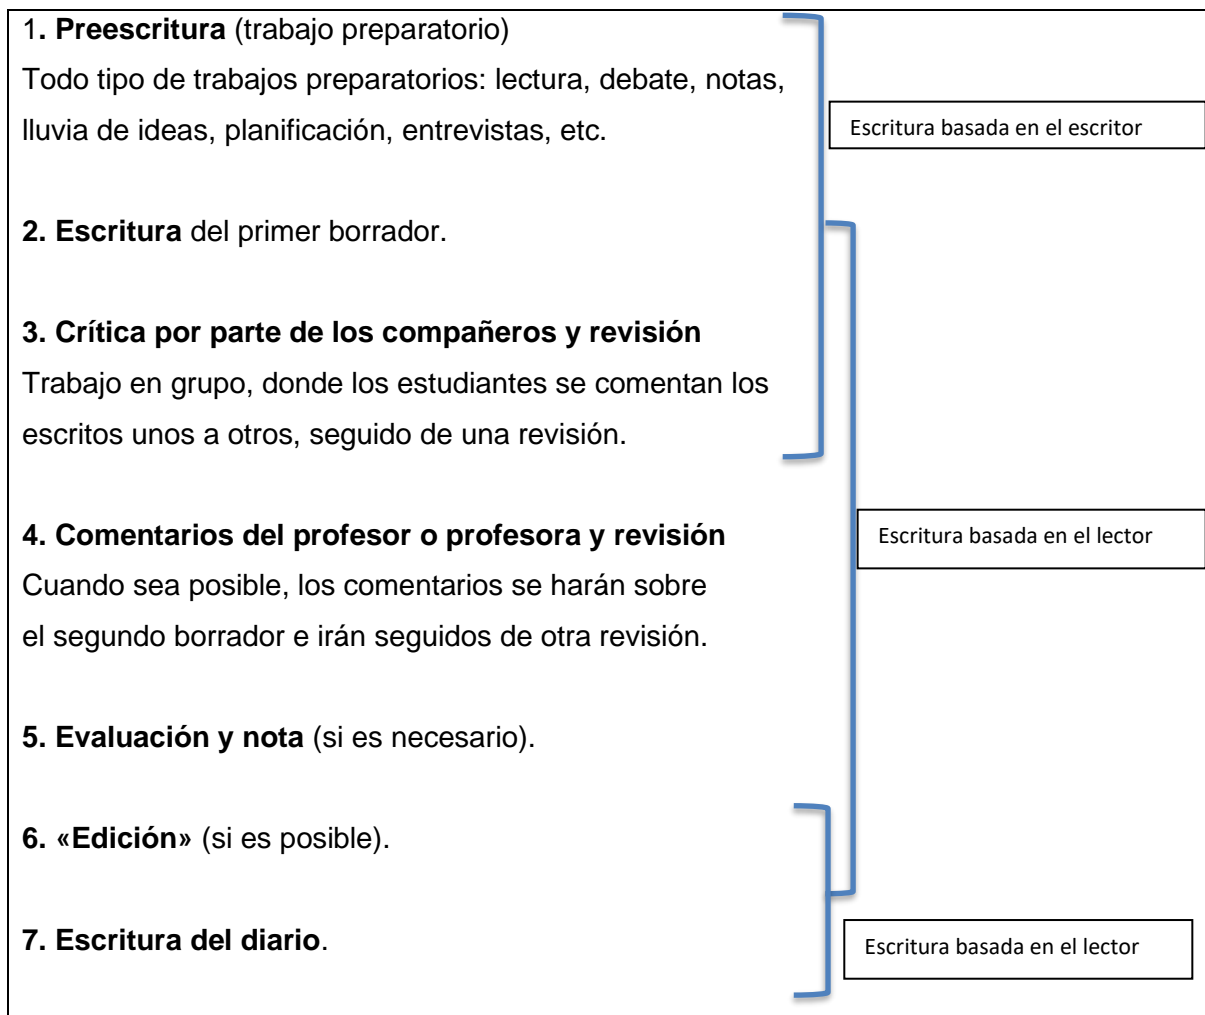 1. Preescritura (trabajo preparatorio)
Todo tipo de trabajos preparatorios: lectura, debate, notas,
lluvia de ideas, planificación, entrevistas, etc.
Escritura basada en el escritor
2. Escritura del primer borrador.
3. Crítica por parte de los compañeros y revisión
Trabajo en grupo, donde los estudiantes se comentan los
escritos unos a otros, seguido de una revisión.
4. Comentarios del profesor o profesora y revisión
Escritura basada en el lector
Cuando sea posible, los comentarios se harán sobre
el segundo borrador e irán seguidos de otra revisión.
5. Evaluación y nota (si es necesario).
6. «Edición» (si es posible).
7. Escritura del diario.
Escritura basada en el lector